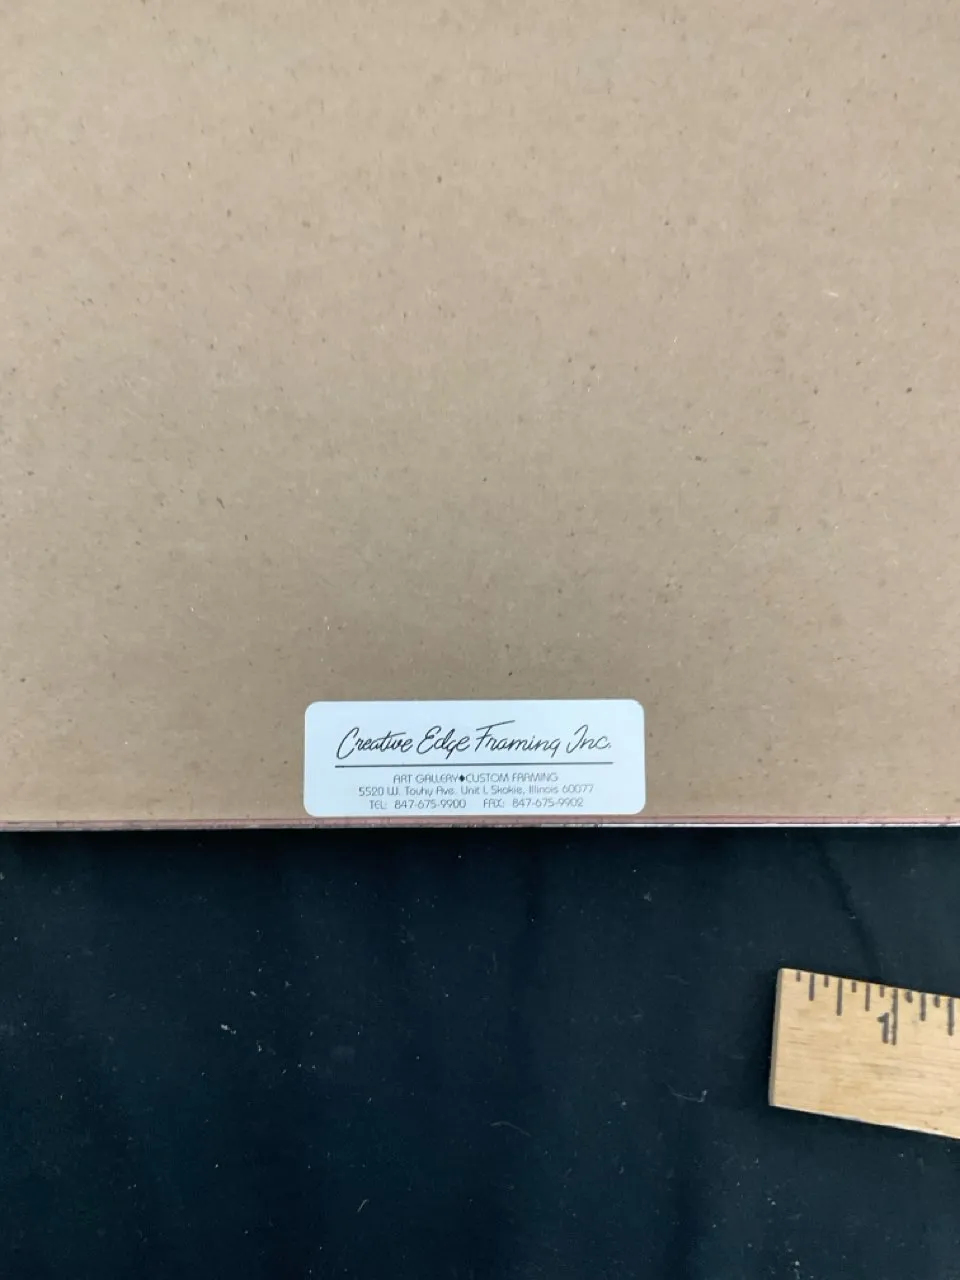 Creative Edge Framing Inc.
ART GALLERY♦CUSTOM FRAMING
5520 W. Touhy Ave. Unit L Skokie, Illinois 60077
TEL: 847-675-9900 FAX: 847-675-9902
1